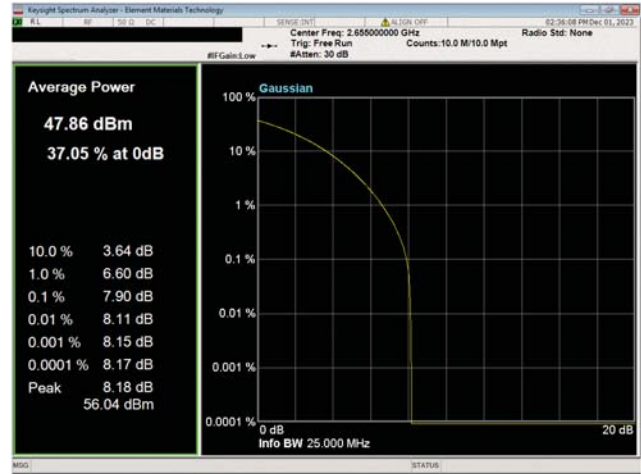 Keysight Spectrum Analyzer - Element Materials Technology
RL RF 50 Ω DC SENSE:INT ALIGN OFF 02:36:08 PM Dec 01, 2023
Center Freq: 2.655000000 GHz Radio Std: None
Trig: Free Run Counts:10.0 M/10.0 Mpt
#IFGain:Low #Atten: 30 dB
Average Power
47.86 dBm
37.05 % at 0dB
10.0 % 3.64 dB
1.0 % 6.60 dB
0.1 % 7.90 dB
0.01 % 8.11 dB
0.001 % 8.15 dB
0.0001 % 8.17 dB
Peak 8.18 dB
56.04 dBm
Gaussian
100 %
10 %
1 %
0.1 %
0.01 %
0.001 %
0.0001 %
0 dB 20 dB
Info BW 25.000 MHz
MSG STATUS